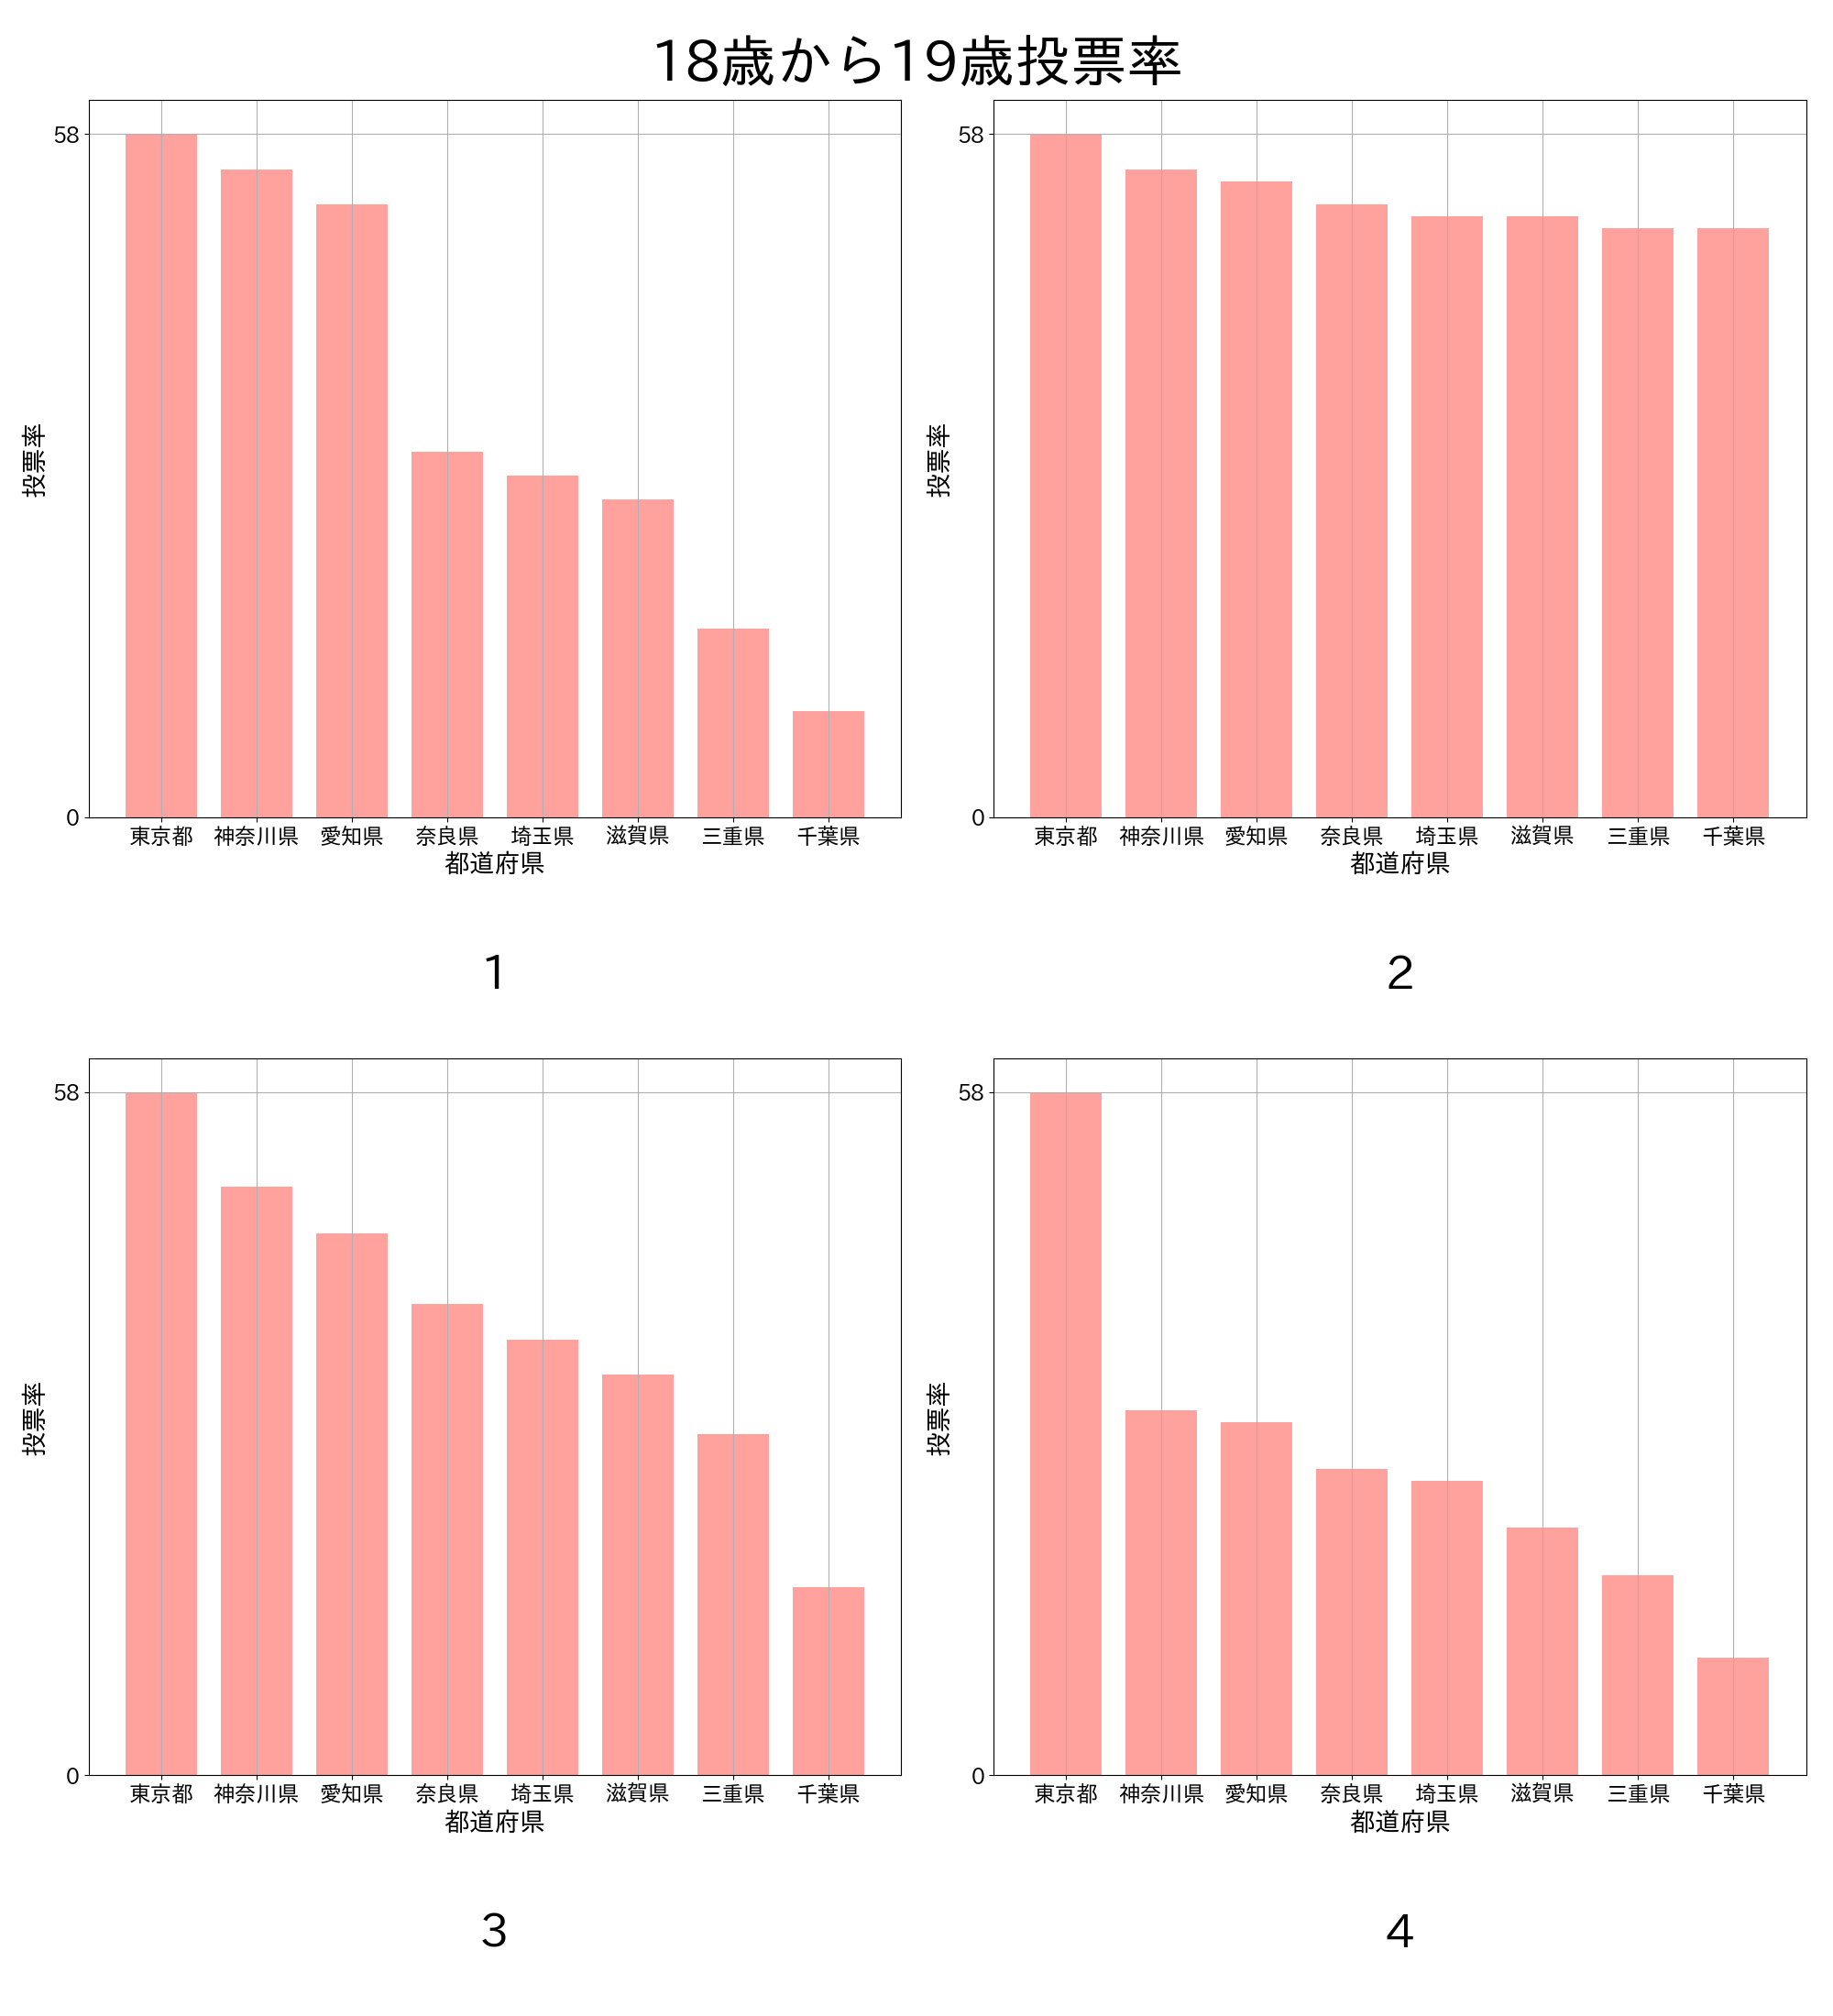 18歳から19歳投票率
58
0
投票率
東京都 神奈川県 愛知県 奈良県 埼玉県 滋賀県 三重県 千葉県
都道府県
1
58
0
投票率
東京都 神奈川県 愛知県 奈良県 埼玉県 滋賀県 三重県 千葉県
都道府県
2
58
0
投票率
東京都 神奈川県 愛知県 奈良県 埼玉県 滋賀県 三重県 千葉県
都道府県
3
58
0
投票率
東京都 神奈川県 愛知県 奈良県 埼玉県 滋賀県 三重県 千葉県
都道府県
4